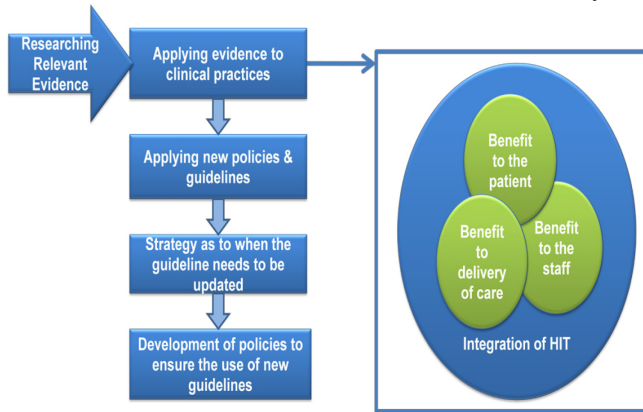 Researching
Relevant
Evidence
Applying evidence to
clinical practices
Applying new policies &
guidelines
Strategy as to when the
guideline needs to be
updated
Development of policies to
ensure the use of new
guidelines
Benefit
to the
patient
Benefit
to
delivery
of care
Benefit
to the
staff
Integration of HIT